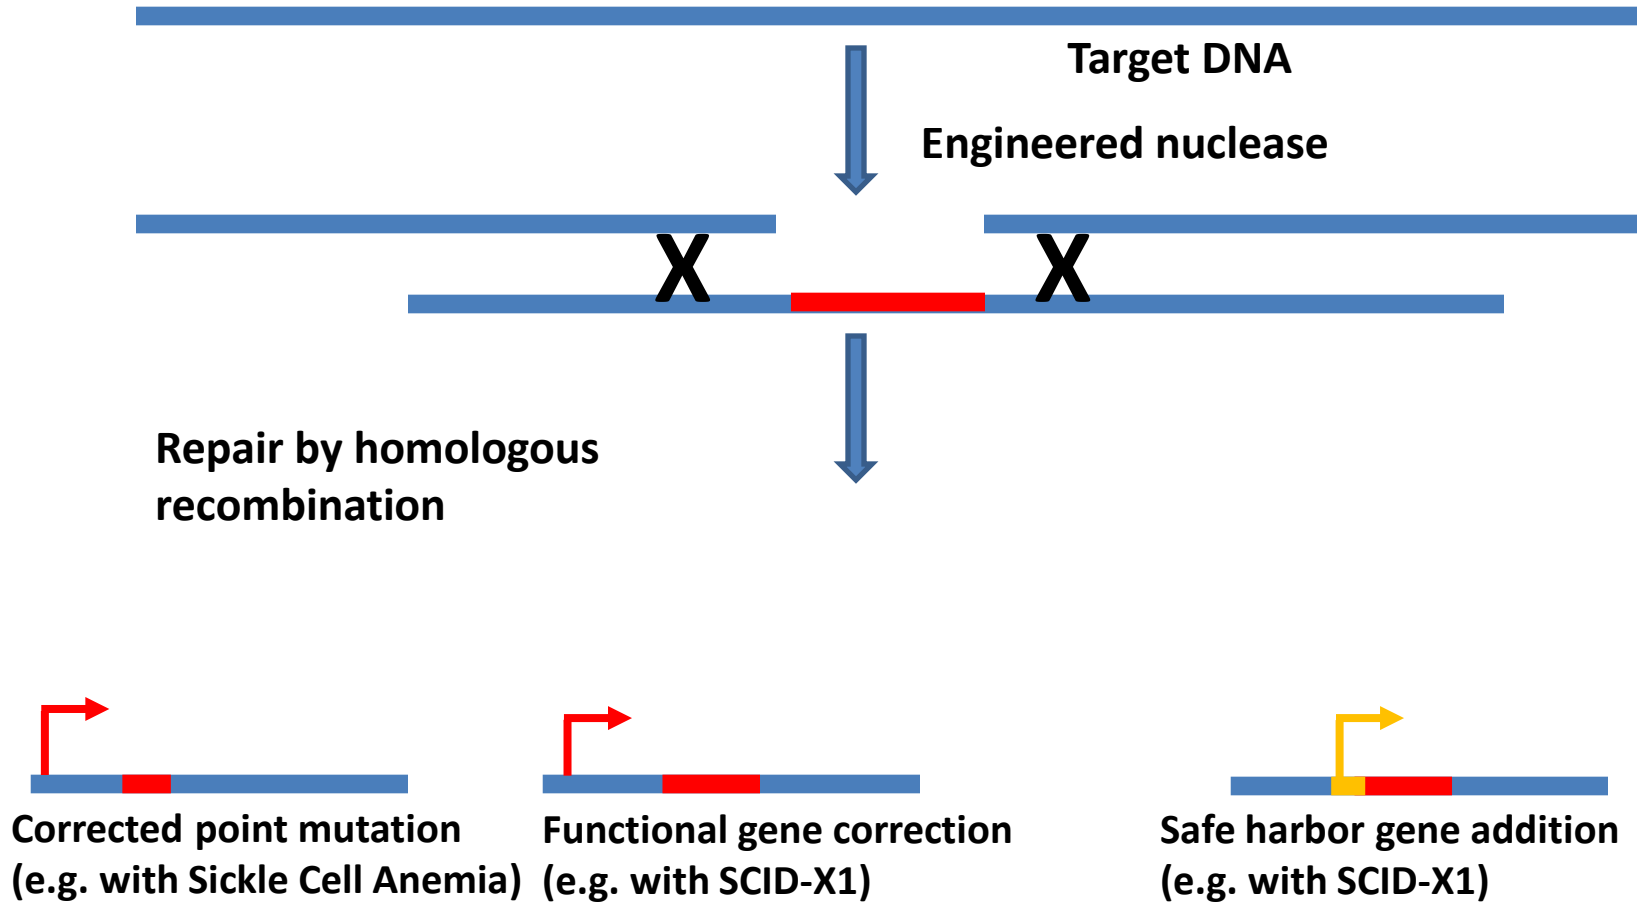 Target DNA
Engineered nuclease
X X
Repair by homologous
recombination
Corrected point mutation
(e.g. with Sickle Cell Anemia)
Functional gene correction
(e.g. with SCID-X1)
Safe harbor gene addition
(e.g. with SCID-X1)